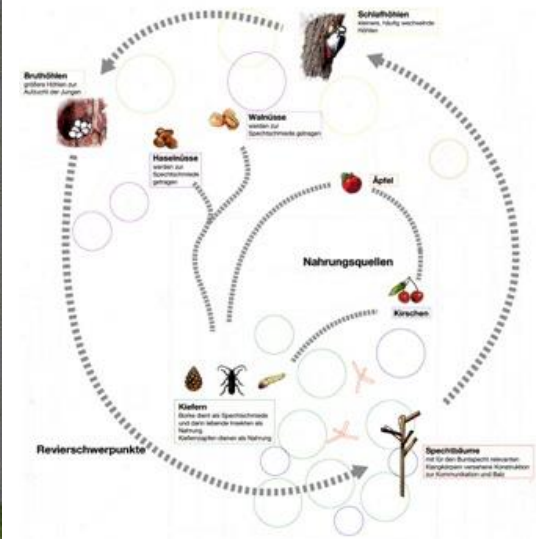 Schlafhöhlen
kleinere, häufig wechselnde
Höhlen
Bruthöhlen
größere Höhlen zur
Aufzucht der Jungen
Walnüsse
werden zur
Spechtschmiede getragen
Haselnüsse
werden zur
Spechtschmiede
getragen
Äpfel
Nahrungsquellen
Kirschen
Kiefern
Borke dient als Spechtschmiede
und darin lebende Insekten als
Nahrung
Kiefernzapfen dienen als Nahrung
Revierschwerpunkte
Spechtbäume
mit für den Buntspecht relevanten
Klangkörpern versehene Konstruktion
zur Kommunikation und Balz